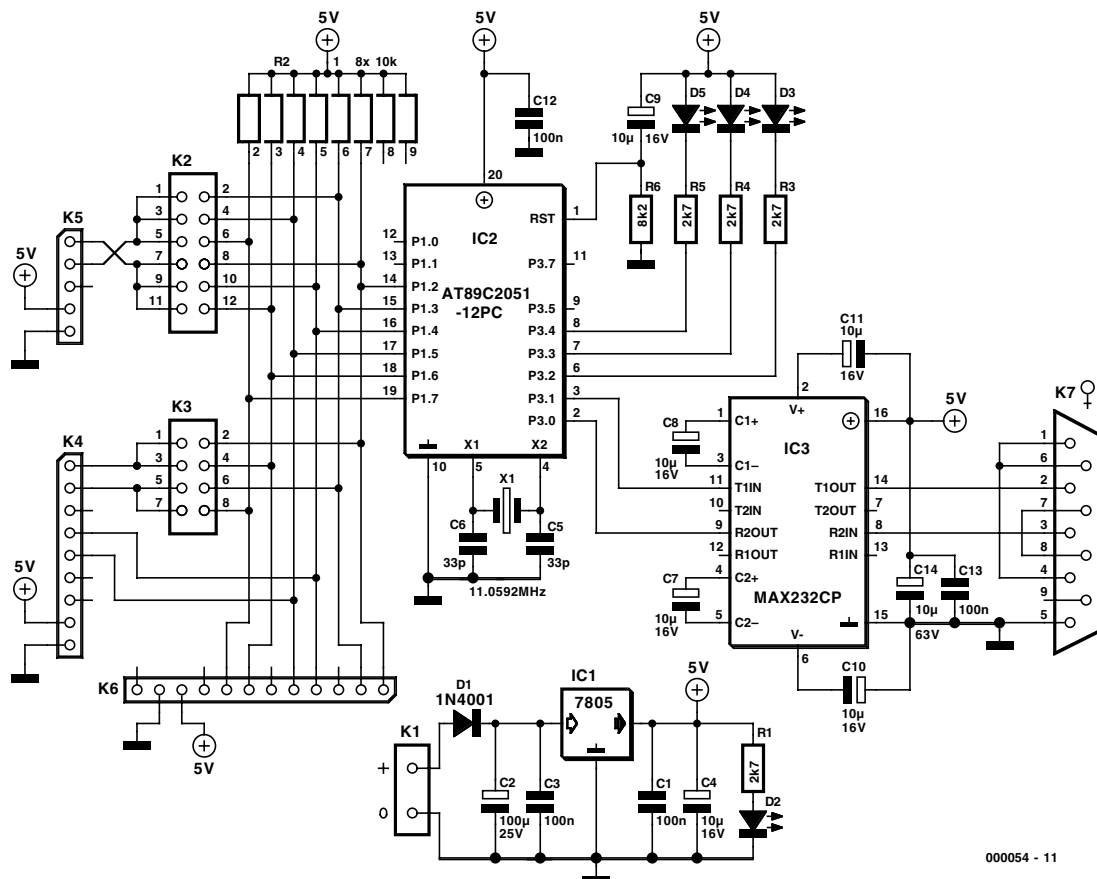 5V 5V 5V
R2 1 8x 10k
2 3 4 5 6 7 8 9
C12
100n
C9
10µ 16V
D5 D4 D3
R6 R5 R4 R3
8k2 2k7 2k7 2k7
K2
1 2
3 4
5 6
7 8
9 10
11 12
K5
5V
20
IC2
AT89C2051
-12PC
12 P1.0
13 P1.1
14 P1.2
15 P1.3
16 P1.4
17 P1.5
18 P1.6
19 P1.7
RST 1
P3.7 11
P3.5 9
P3.4 8
P3.3 7
P3.2 6
P3.1 3
P3.0 2
X1 X2
10 5 4
X1
C6 C5
33p 33p
11.0592MHz
K3
1 2
3 4
5 6
7 8
K4
5V
K6
5V
C11
10µ
16V
2
V+
IC3
MAX232CP
1 C1+
3 C1–
11 T1IN
10 T2IN
9 R2OUT
12 R1OUT
4 C2+
5 C2–
16
T1OUT 14
T2OUT 7
R2IN 8
R1IN 13
15
V-
6
C8
10µ
16V
C7
10µ
16V
5V
C14
10µ
63V
C13
100n
C10
10µ
16V
K7
1
6
2
7
3
8
4
9
5
K1
+
0
D1
1N4001
IC1
7805
5V
C2
100µ
25V
C3
100n
C1
100n
C4
10µ
16V
R1
2k7
D2
000054 - 11